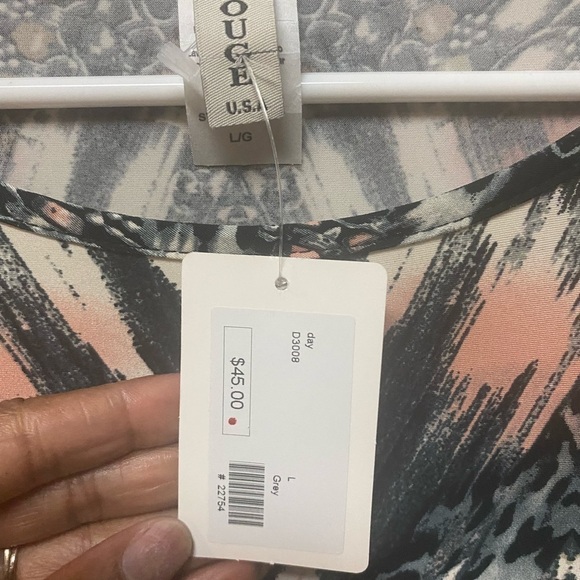 OUGE
U.S.A
L/G
day
D3008
$45.00
L
Grey
# 22754